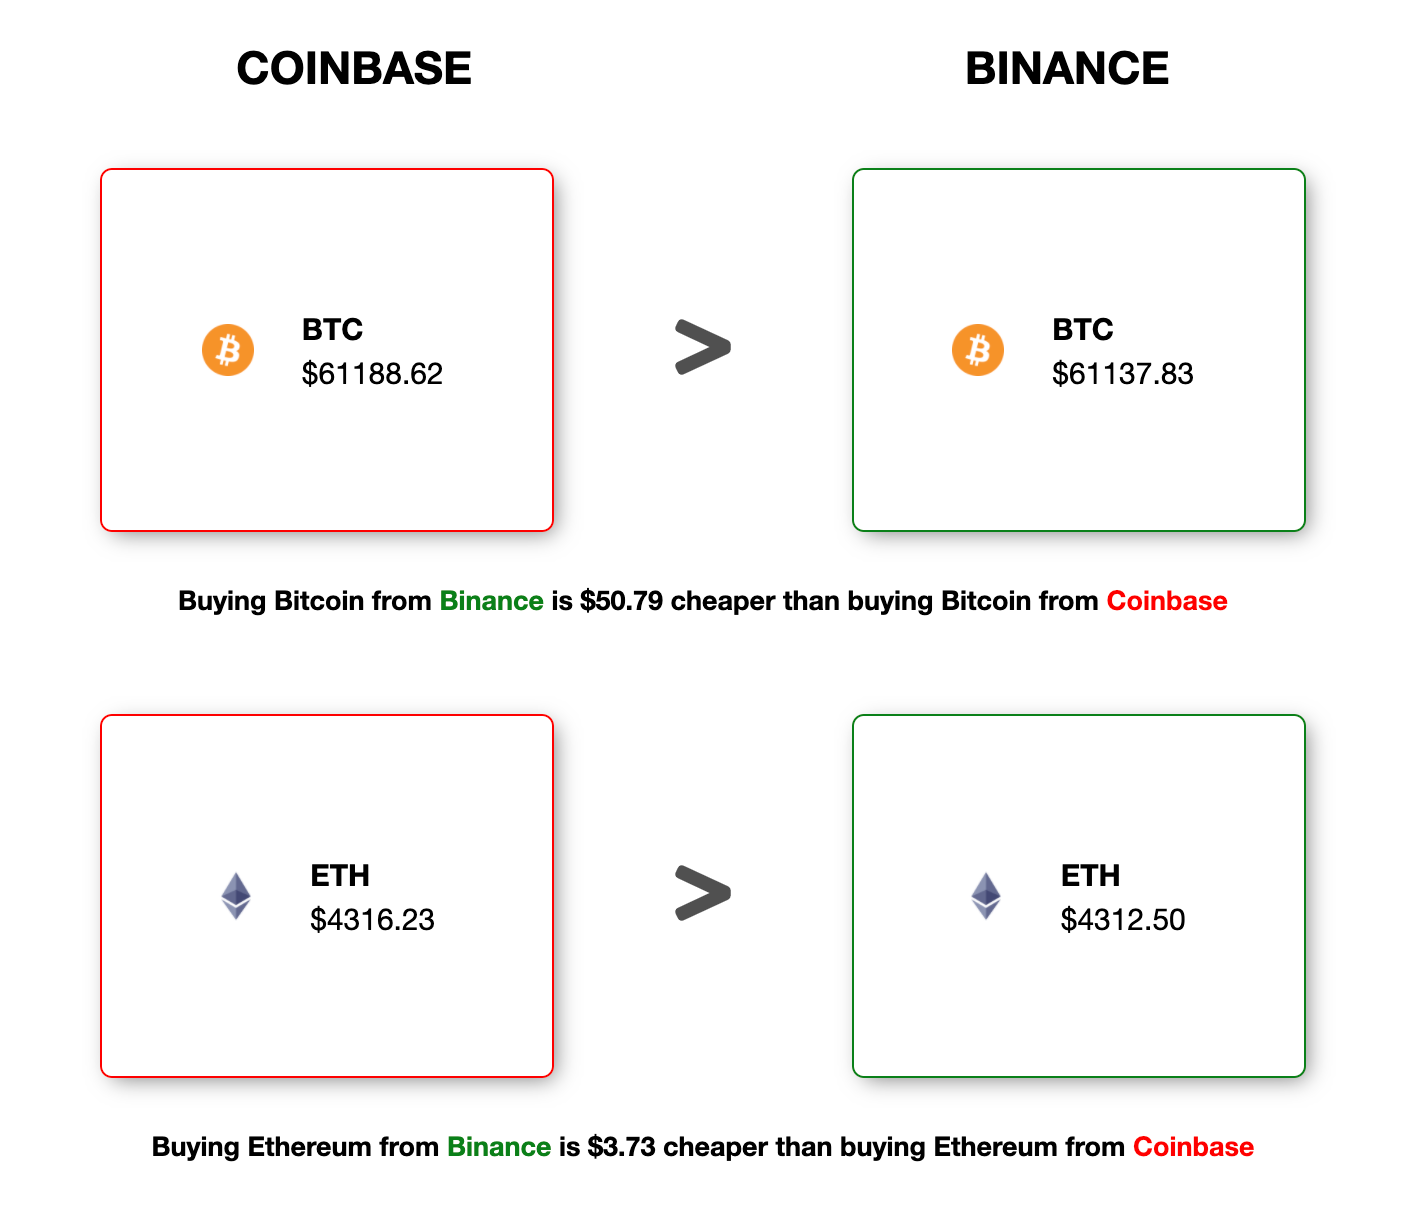 COINBASE
BINANCE
BTC
$61188.62
>
BTC
$61137.83
Buying Bitcoin from Binance is $50.79 cheaper than buying Bitcoin from Coinbase
ETH
$4316.23
>
ETH
$4312.50
Buying Ethereum from Binance is $3.73 cheaper than buying Ethereum from Coinbase